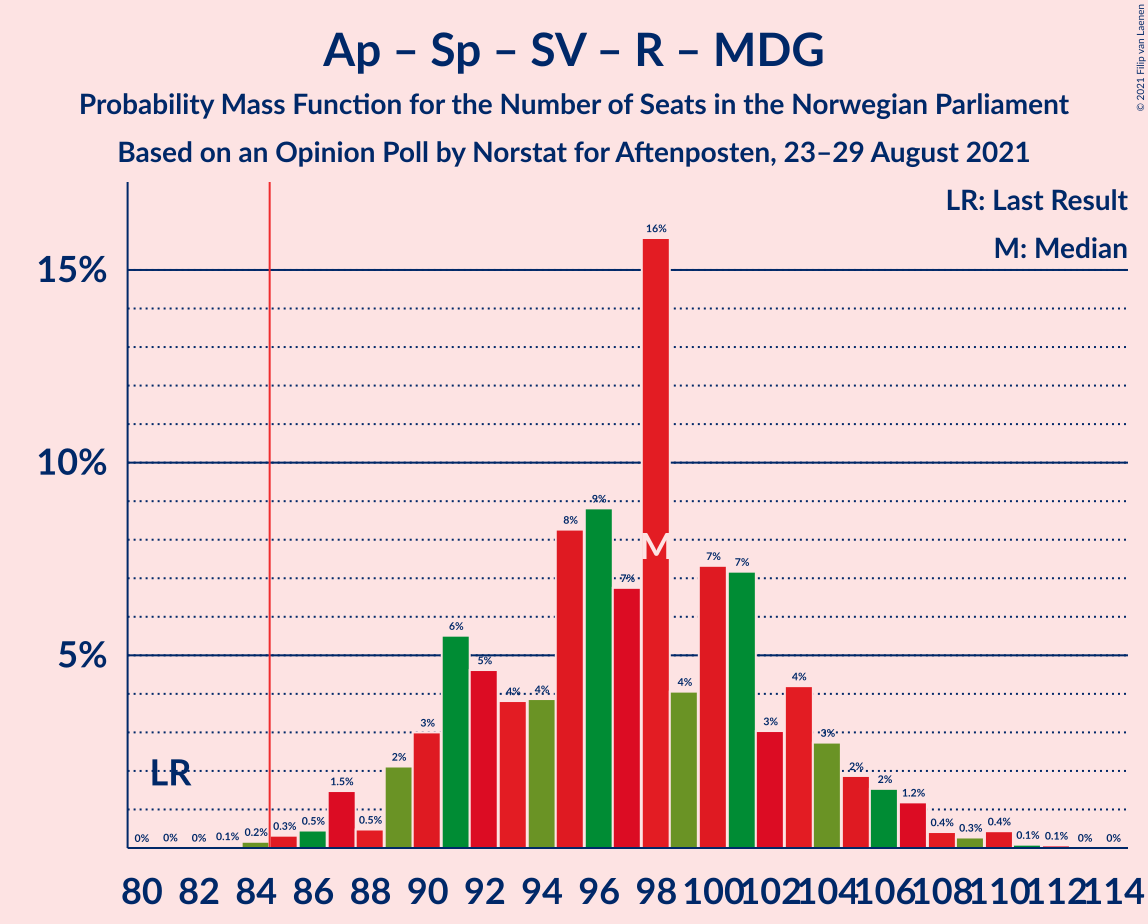 Ap – Sp – SV – R – MDG
Probability Mass Function for the Number of Seats in the Norwegian Parliament
Based on an Opinion Poll by Norstat for Aftenposten, 23–29 August 2021
© 2021 Filip van Laenen
LR: Last Result
M: Median
15%
10%
5%
LR
M
0% 0% 0% 0.1% 0.2% 0.3% 0.5% 1.5% 0.5% 2% 3% 6% 5% 4% 4% 8% 9% 7% 16% 4% 7% 7% 3% 4% 3% 2% 2% 1.2% 0.4% 0.3% 0.4% 0.1% 0.1% 0% 0%
80 82 84 86 88 90 92 94 96 98 100 102 104 106 108 110 112 114